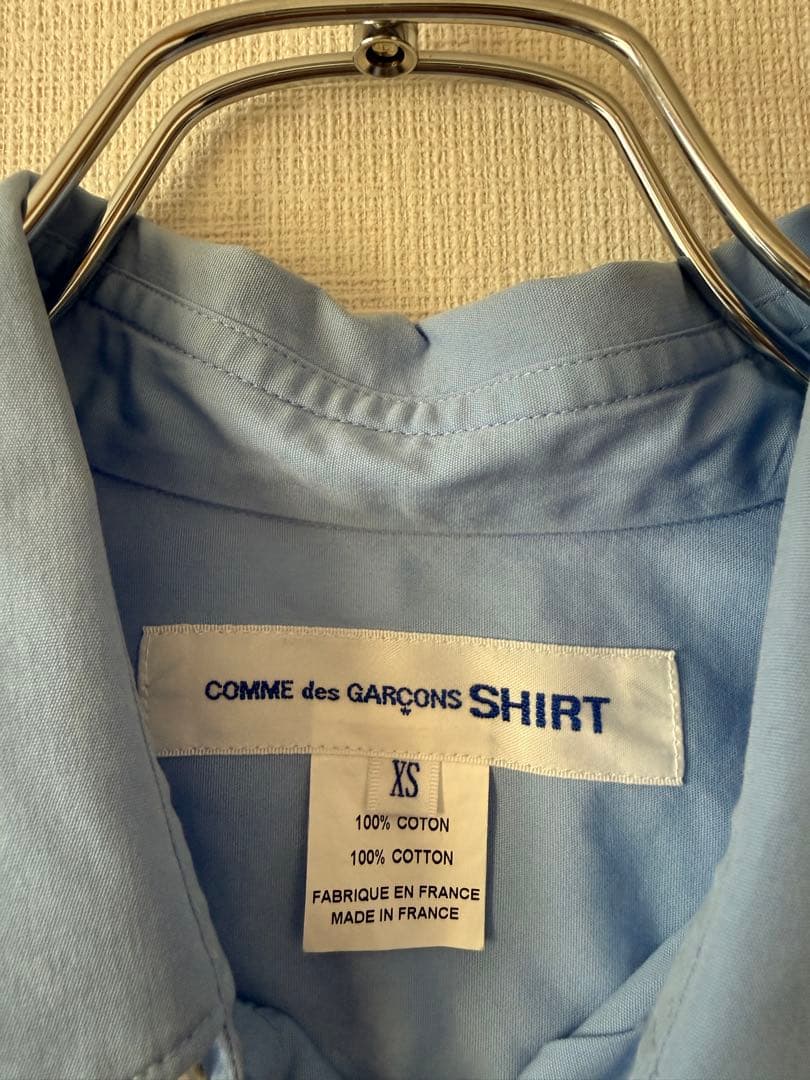 COMME des GARÇONS SHIRT
XS
100% COTON
100% COTTON
FABRIQUE EN FRANCE
MADE IN FRANCE